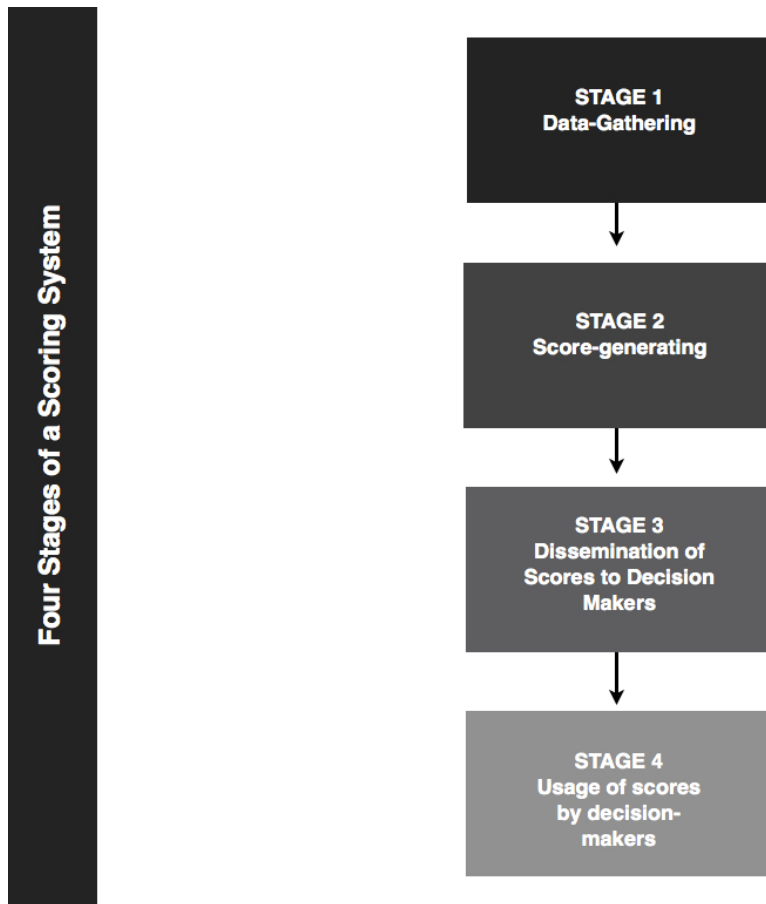 Four Stages of a Scoring System
STAGE 1
Data-Gathering
STAGE 2
Score-generating
STAGE 3
Dissemination of
Scores to Decision
Makers
STAGE 4
Usage of scores
by decision-
makers